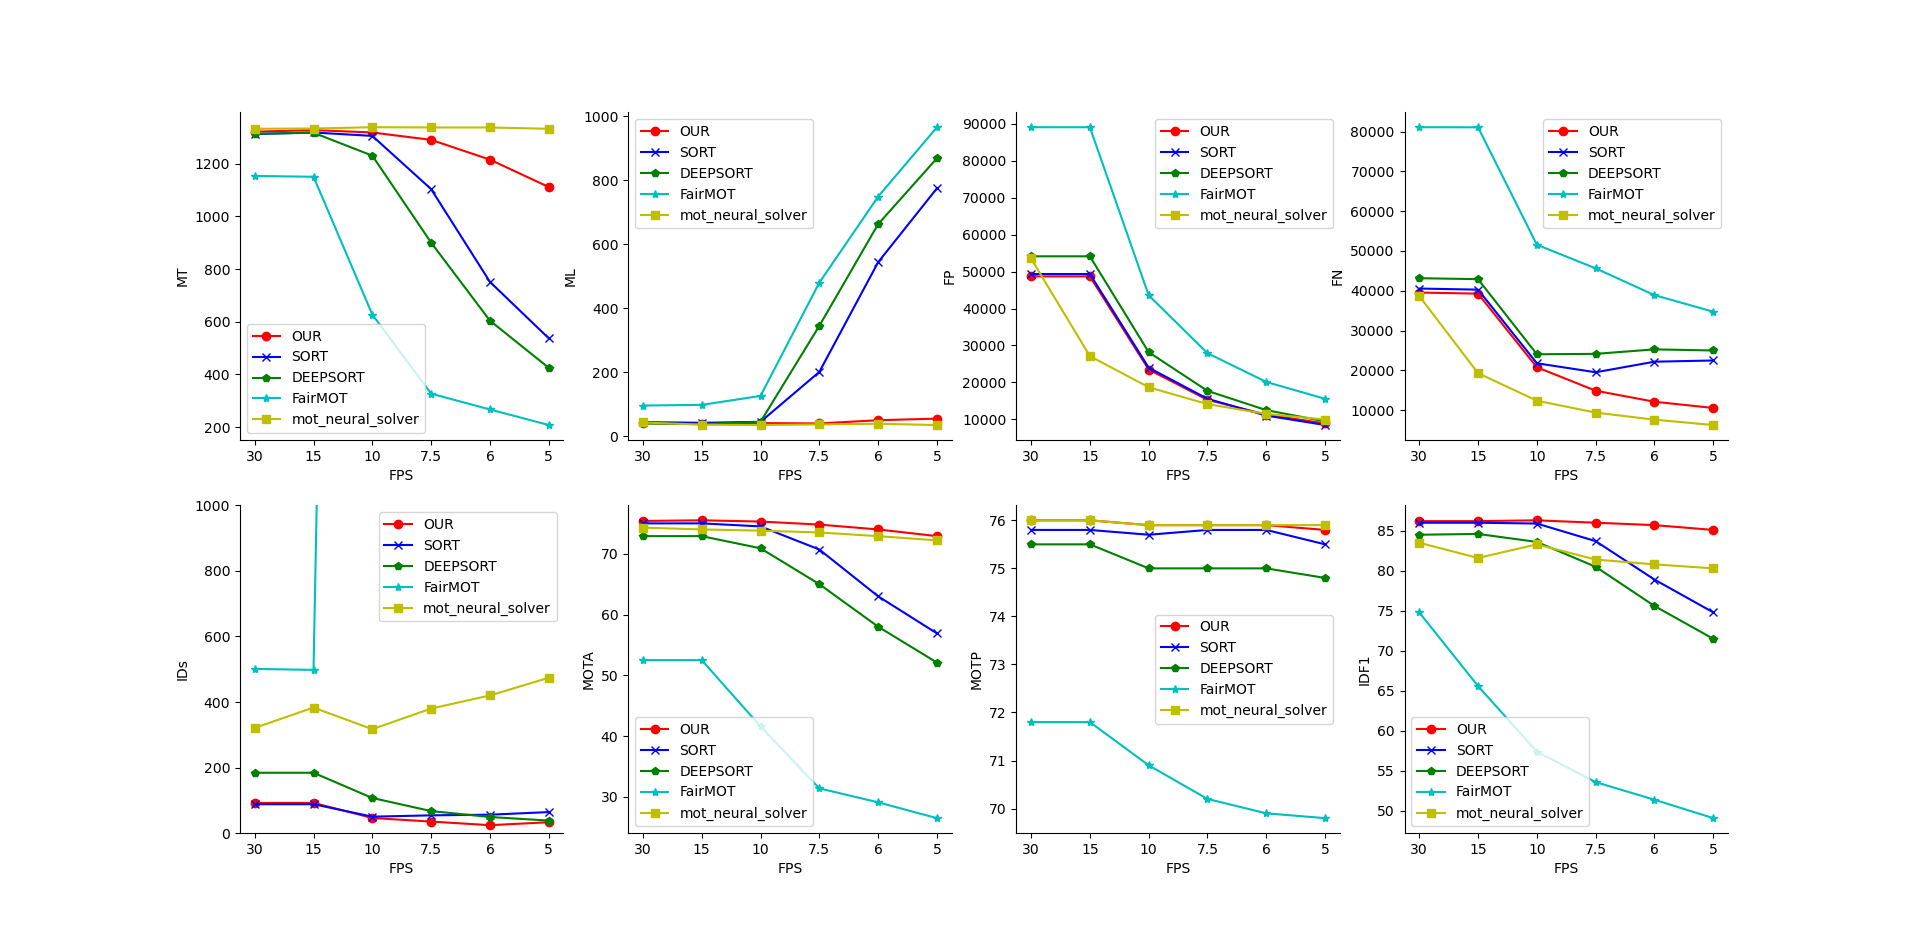 MT
1200
1000
800
600
400
200
OUR
SORT
DEEPSORT
FairMOT
mot_neural_solver
30 15 10 7.5 6 5
FPS
ML
1000
800
600
400
200
0
OUR
SORT
DEEPSORT
FairMOT
mot_neural_solver
30 15 10 7.5 6 5
FPS
FP
90000
80000
70000
60000
50000
40000
30000
20000
10000
OUR
SORT
DEEPSORT
FairMOT
mot_neural_solver
30 15 10 7.5 6 5
FPS
FN
80000
70000
60000
50000
40000
30000
20000
10000
OUR
SORT
DEEPSORT
FairMOT
mot_neural_solver
30 15 10 7.5 6 5
FPS
IDs
1000
800
600
400
200
0
OUR
SORT
DEEPSORT
FairMOT
mot_neural_solver
30 15 10 7.5 6 5
FPS
MOTA
70
60
50
40
30
OUR
SORT
DEEPSORT
FairMOT
mot_neural_solver
30 15 10 7.5 6 5
FPS
MOTP
76
75
74
73
72
71
70
OUR
SORT
DEEPSORT
FairMOT
mot_neural_solver
30 15 10 7.5 6 5
FPS
IDF1
85
80
75
70
65
60
55
50
OUR
SORT
DEEPSORT
FairMOT
mot_neural_solver
30 15 10 7.5 6 5
FPS